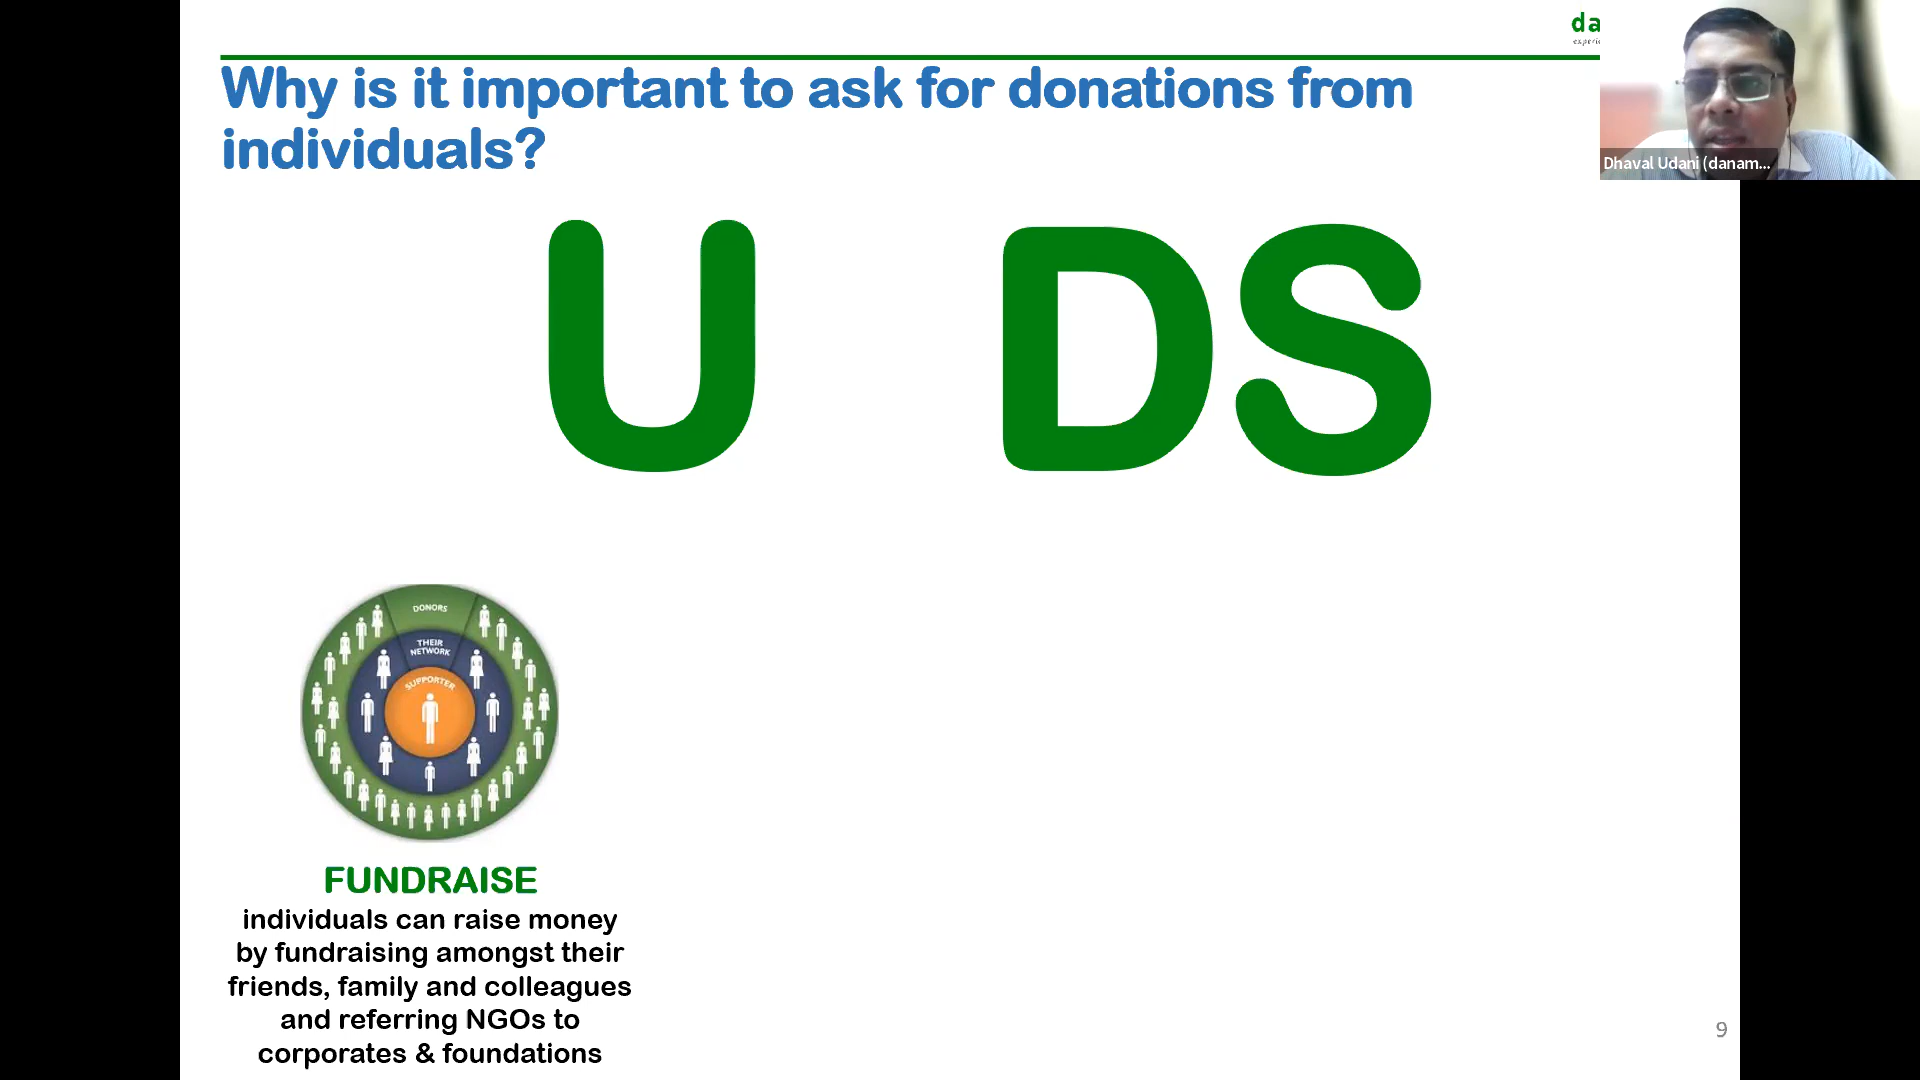 da
Why is it important to ask for donations from
individuals?
Dhaval Udani (danam...
U DS
DONORS
THEIR
NETWORK
SUPPORTER
FUNDRAISE
individuals can raise money
by fundraising amongst their
friends, family and colleagues
and referring NGOs to
corporates & foundations
9